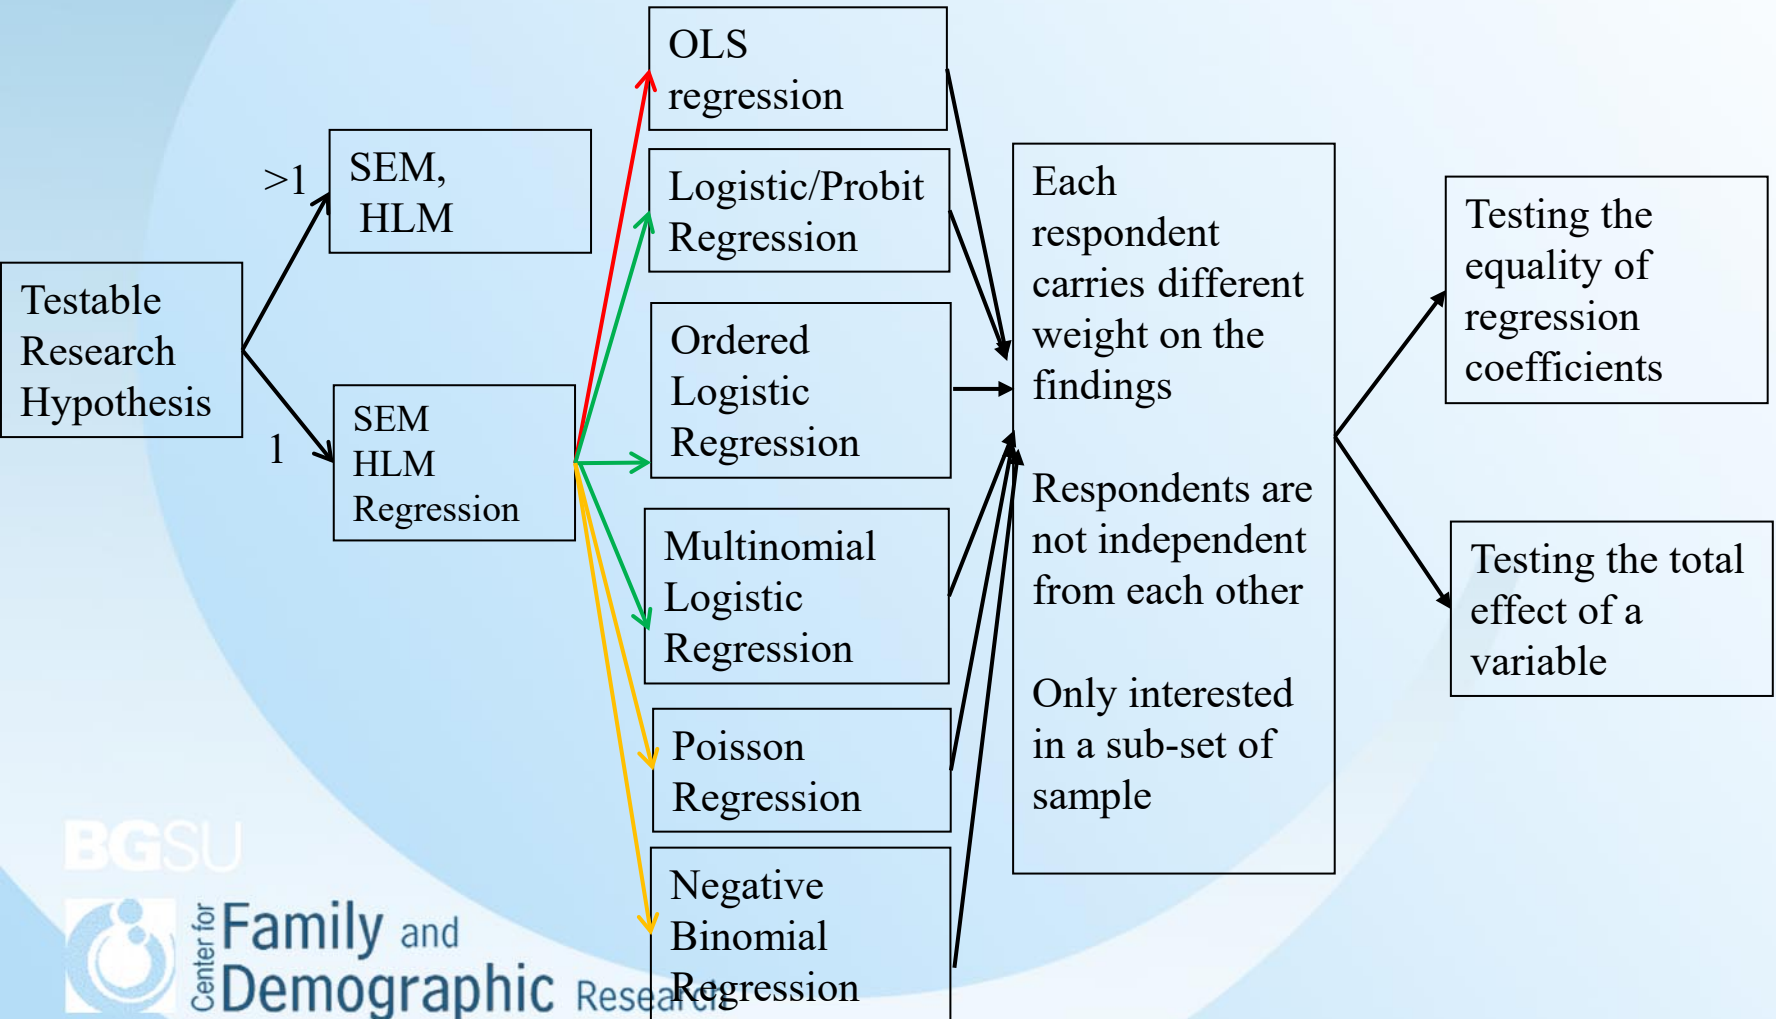 Testable
Research
Hypothesis
>1
1
SEM,
HLM
SEM
HLM
Regression
OLS
regression
Logistic/Probit
Regression
Ordered
Logistic
Regression
Multinomial
Logistic
Regression
Poisson
Regression
Negative
Binomial
Regression
Each
respondent
carries different
weight on the
findings
Respondents are
not independent
from each other
Only interested
in a sub-set of
sample
Testing the
equality of
regression
coefficients
Testing the total
effect of a
variable
BGSU
Center for
Family and
Demographic Research